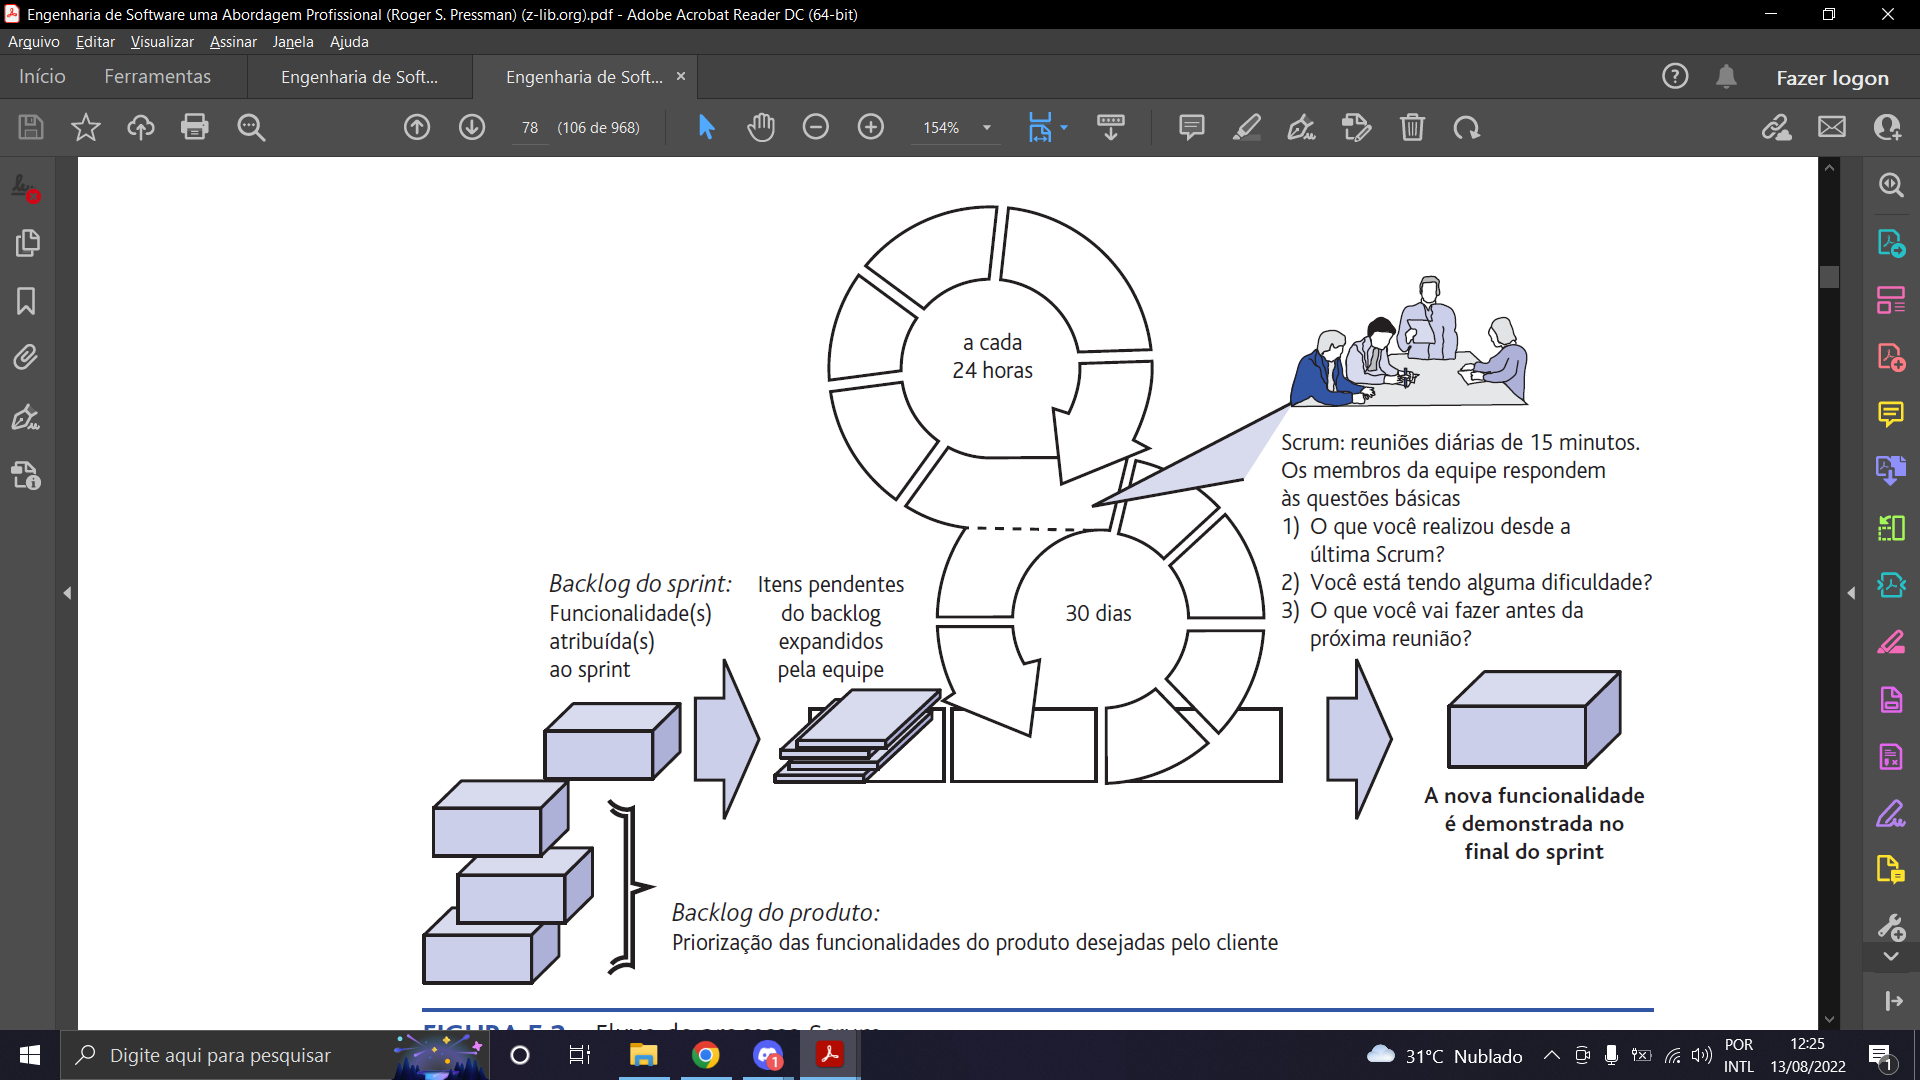 Engenharia de Software uma Abordagem Profissional (Roger S. Pressman) (z-lib.org).pdf - Adobe Acrobat Reader DC (64-bit)
Arquivo Editar Visualizar Assinar Janela Ajuda
Início Ferramentas Engenharia de Soft... Engenharia de Soft... × Fazer logon
78 (106 de 968) 154%
a cada
24 horas
Scrum: reuniões diárias de 15 minutos.
Os membros da equipe respondem
às questões básicas
1) O que você realizou desde a
última Scrum?
2) Você está tendo alguma dificuldade?
3) O que você vai fazer antes da
próxima reunião?
Backlog do sprint:
Funcionalidade(s)
atribuída(s)
ao sprint
Itens pendentes
do backlog
expandidos
pela equipe
30 dias
A nova funcionalidade
é demonstrada no
final do sprint
Backlog do produto:
Priorização das funcionalidades do produto desejadas pelo cliente
Digite aqui para pesquisar
1
31°C Nublado
POR
INTL
12:25
13/08/2022
1